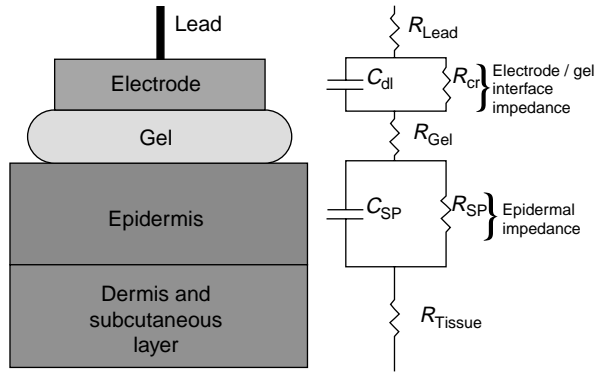 Lead
Electrode
Gel
Epidermis
Dermis and
subcutaneous
layer
R_Lead
C_dl
R_cr
Electrode / gel
interface
impedance
R_Gel
C_SP
R_SP
Epidermal
impedance
R_Tissue